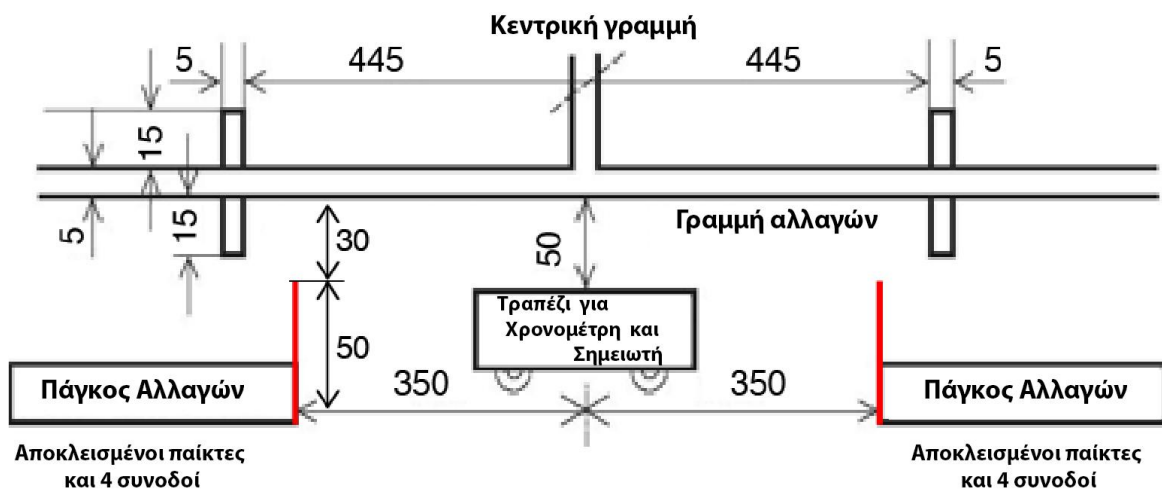 Κεντρική γραμμή
5 445 445 5
15
5
15
30
Γραμμή αλλαγών
50
Τραπέζι για
Χρονομέτρη και
Σημειωτή
50
350 350
Πάγκος Αλλαγών
Πάγκος Αλλαγών
Αποκλεισμένοι παίκτες
και 4 συνοδοί
Αποκλεισμένοι παίκτες
και 4 συνοδοί